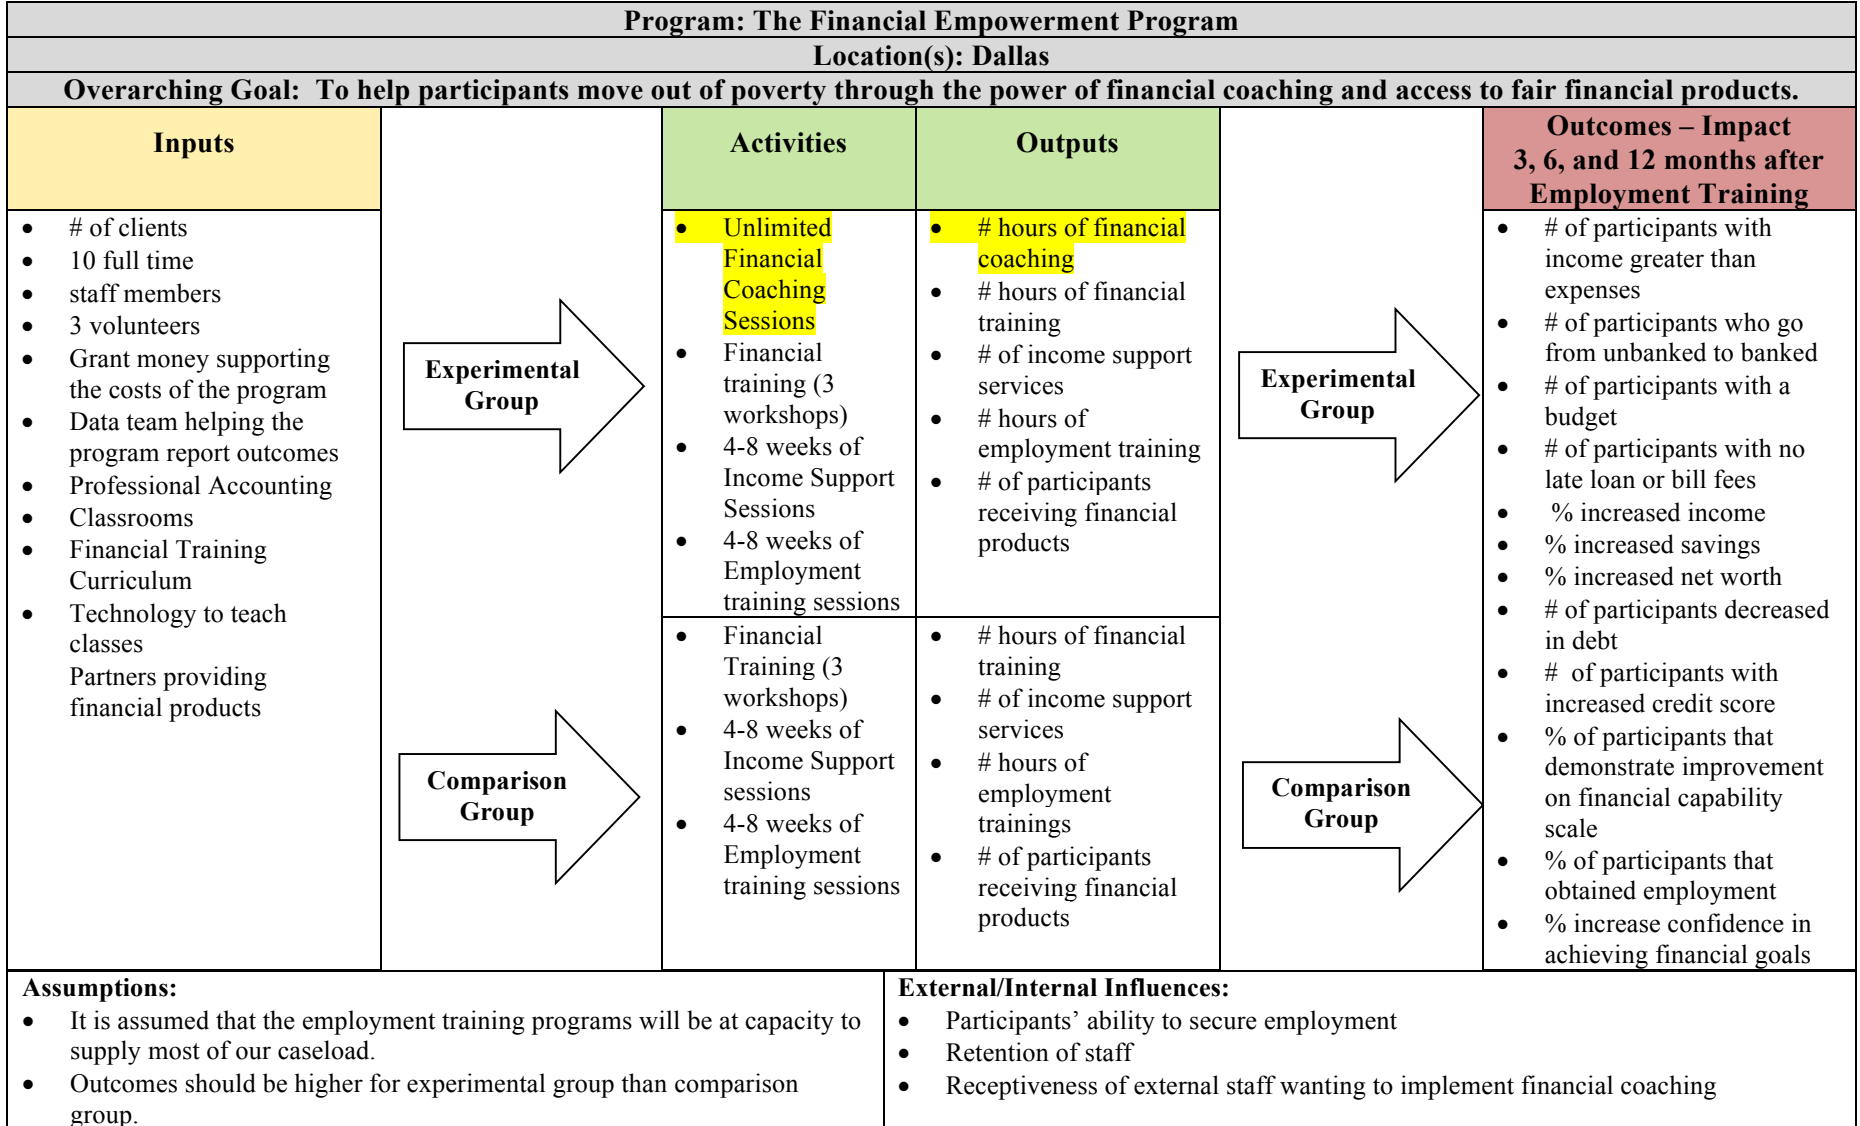 Program: The Financial Empowerment Program
Location(s): Dallas
Overarching Goal: To help participants move out of poverty through the power of financial coaching and access to fair financial products.
Inputs
• # of clients
• 10 full time
• staff members
• 3 volunteers
• Grant money supporting
the costs of the program
• Data team helping the
program report outcomes
• Professional Accounting
• Classrooms
• Financial Training
Curriculum
• Technology to teach
classes
Partners providing
financial products
Experimental
Group
Comparison
Group
Activities
• Unlimited
Financial
Coaching
Sessions
• Financial
training (3
workshops)
• 4-8 weeks of
Income Support
Sessions
• 4-8 weeks of
Employment
training sessions
• Financial
Training (3
workshops)
• 4-8 weeks of
Income Support
sessions
• 4-8 weeks of
Employment
training sessions
Outputs
• # hours of financial
coaching
• # hours of financial
training
• # of income support
services
• # hours of
employment training
• # of participants
receiving financial
products
• # hours of financial
training
• # of income support
services
• # hours of
employment
trainings
• # of participants
receiving financial
products
Experimental
Group
Comparison
Group
Outcomes – Impact
3, 6, and 12 months after
Employment Training
• # of participants with
income greater than
expenses
• # of participants who go
from unbanked to banked
• # of participants with a
budget
• # of participants with no
late loan or bill fees
• % increased income
• % increased savings
• % increased net worth
• # of participants decreased
in debt
• # of participants with
increased credit score
• % of participants that
demonstrate improvement
on financial capability
scale
• % of participants that
obtained employment
• % increase confidence in
achieving financial goals
Assumptions:
• It is assumed that the employment training programs will be at capacity to
supply most of our caseload.
• Outcomes should be higher for experimental group than comparison
group.
External/Internal Influences:
• Participants’ ability to secure employment
• Retention of staff
• Receptiveness of external staff wanting to implement financial coaching